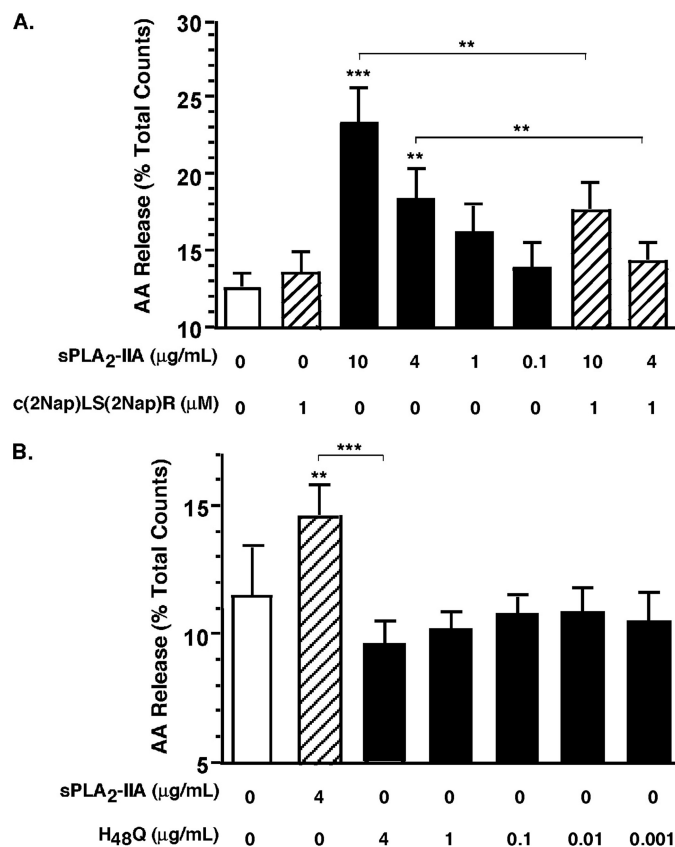 A.
AA Release (% Total Counts)
30
25
20
15
10
**
***
**
**
sPLA2-IIA (μg/mL) 0 0 10 4 1 0.1 10 4
c(2Nap)LS(2Nap)R (μM) 0 1 0 0 0 0 1 1
B.
AA Release (% Total Counts)
15
10
5
***
**
sPLA2-IIA (μg/mL) 0 4 0 0 0 0 0
H48Q (μg/mL) 0 0 4 1 0.1 0.01 0.001